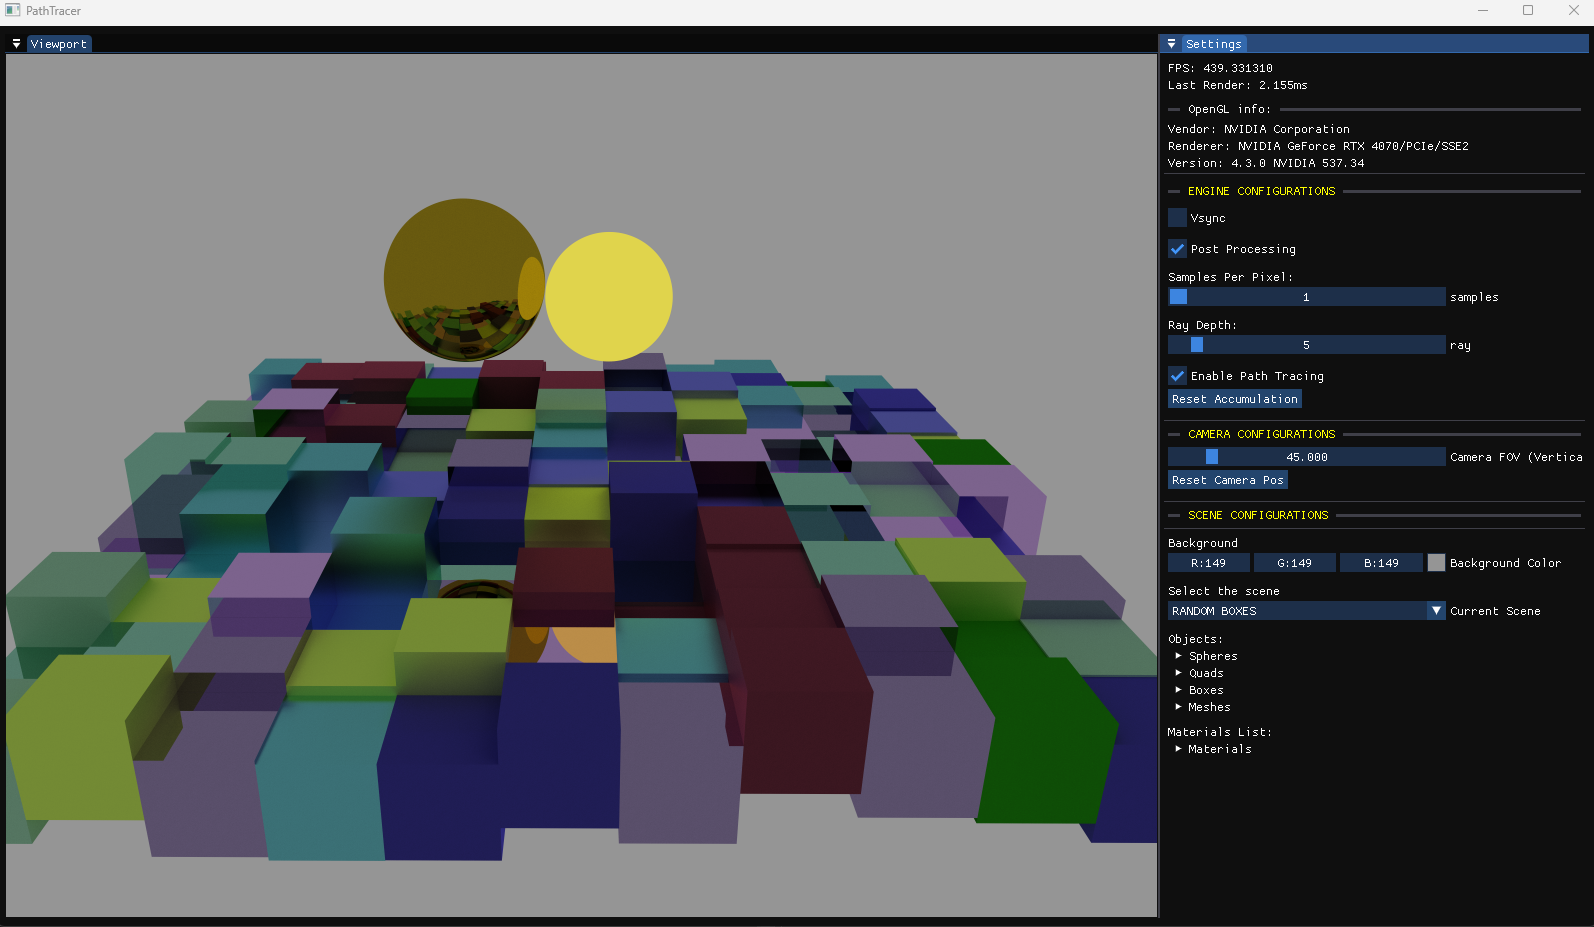 PathTracer
Viewport
Settings
FPS: 439.331310
Last Render: 2.155ms
OpenGL info:
Vendor: NVIDIA Corporation
Renderer: NVIDIA GeForce RTX 4070/PCIe/SSE2
Version: 4.3.0 NVIDIA 537.34
ENGINE CONFIGURATIONS
Vsync
Post Processing
Samples Per Pixel:
1 samples
Ray Depth:
5 ray
Enable Path Tracing
Reset Accumulation
CAMERA CONFIGURATIONS
45.000 Camera FOV (Vertica
Reset Camera Pos
SCENE CONFIGURATIONS
Background
R:149 G:149 B:149 Background Color
Select the scene
RANDOM BOXES Current Scene
Objects:
Spheres
Quads
Boxes
Meshes
Materials List:
Materials